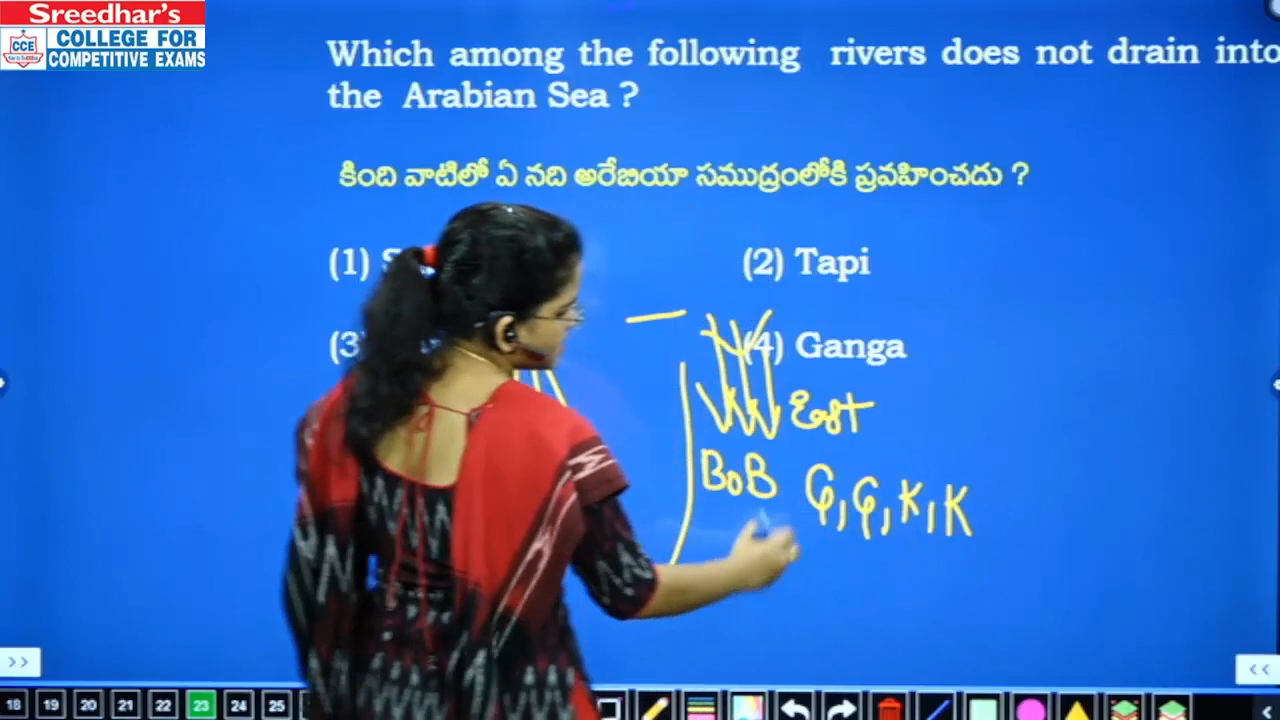 Sreedhar's
CCE
COLLEGE FOR
COMPETITIVE EXAMS
Which among the following rivers does not drain into
the Arabian Sea ?
కింది వాటిలో ఏ నది అరేబియా సముద్రంలోకి ప్రవహించదు ?
(1) S
(2) Tapi
(3)
(4) Ganga
East
BOB
G, G, K, K
>>
<<
18 19 20 21 22 23 24 25